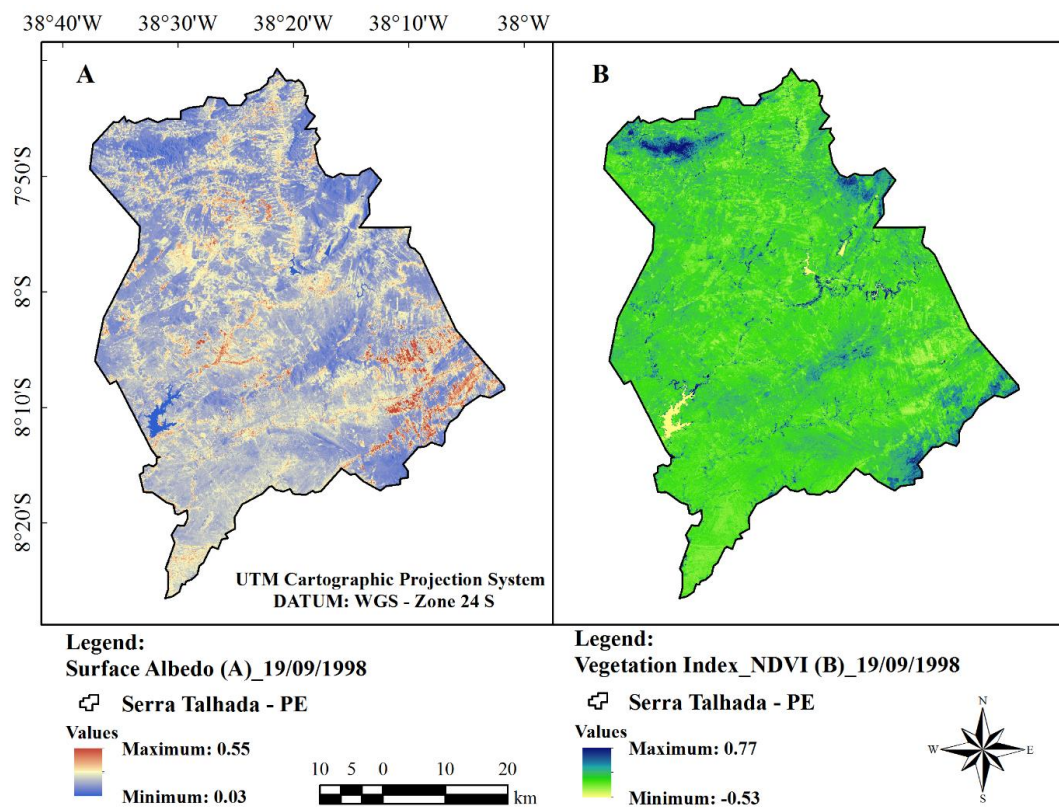 38°40'W 38°30'W 38°20'W 38°10'W 38°W
A
B
7°50'S
8°S
8°10'S
8°20'S
UTM Cartographic Projection System
DATUM: WGS - Zone 24 S
Legend:
Surface Albedo (A)_19/09/1998
Serra Talhada - PE
Values
Maximum: 0.55
Minimum: 0.03
10 5 0 10 20
km
Legend:
Vegetation Index_NDVI (B)_19/09/1998
Serra Talhada - PE
Values
Maximum: 0.77
Minimum: -0.53
N
W E
S